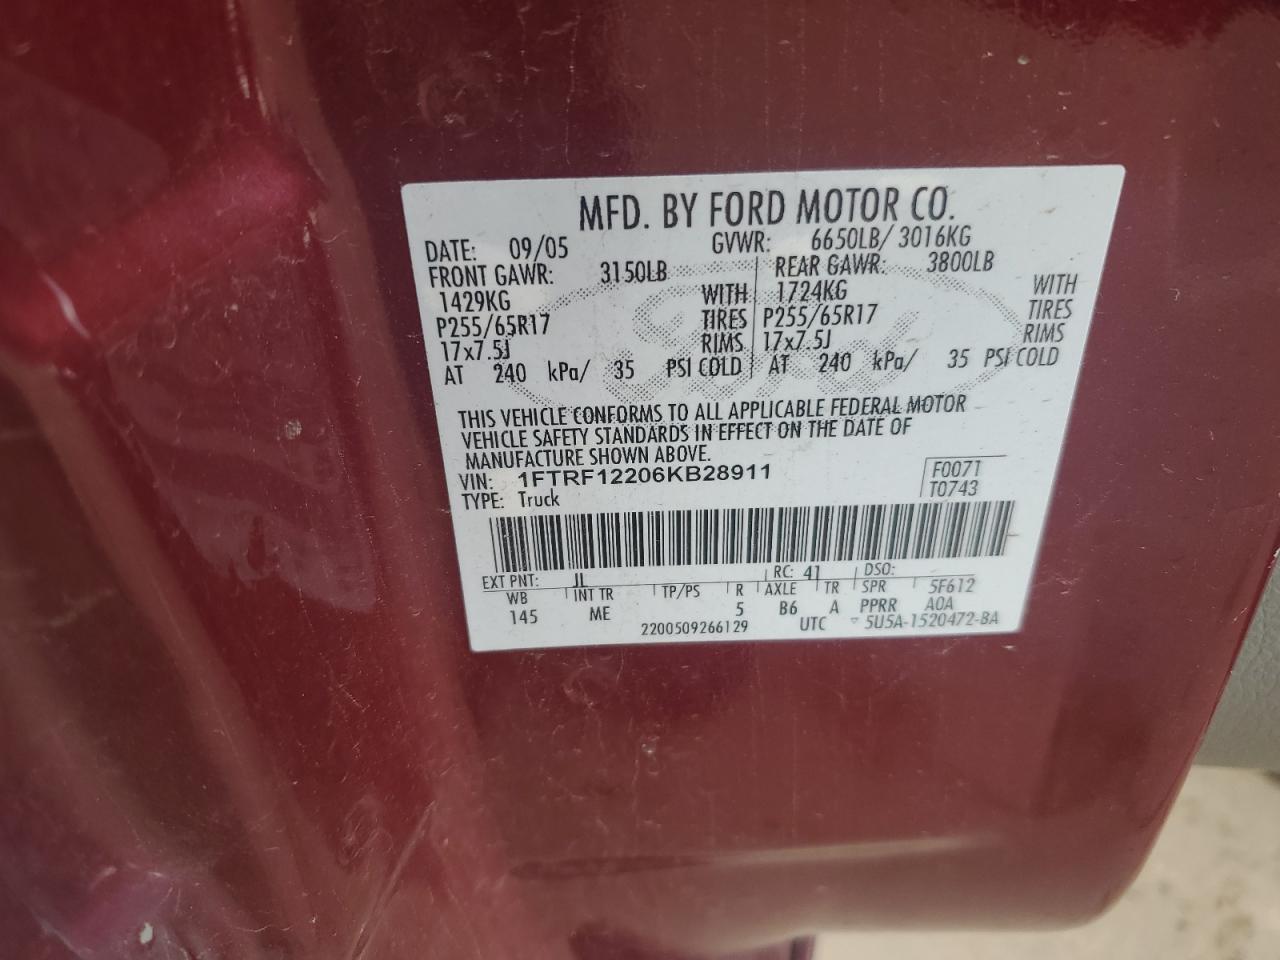 MFD. BY FORD MOTOR CO.
DATE: 09/05 GVWR: 6650LB/ 3016KG
FRONT GAWR: 3150LB REAR GAWR: 3800LB
1429KG WITH 1724KG WITH
P255/65R17 TIRES P255/65R17 TIRES
17x7.5J RIMS 17x7.5J RIMS
AT 240 kPa/ 35 PSI COLD AT 240 kPa/ 35 PSI COLD
THIS VEHICLE CONFORMS TO ALL APPLICABLE FEDERAL MOTOR
VEHICLE SAFETY STANDARDS IN EFFECT ON THE DATE OF
MANUFACTURE SHOWN ABOVE.
VIN: 1FTRF12206KB28911 F0071
TYPE: Truck T0743
EXT PNT: JL RC: 41 DSO:
WB INT TR TP/PS R AXLE TR SPR 5F612
145 ME 5 B6 A PPRR A0A
2200509266129 UTC ▽ 5U5A-1520472-BA
Ford